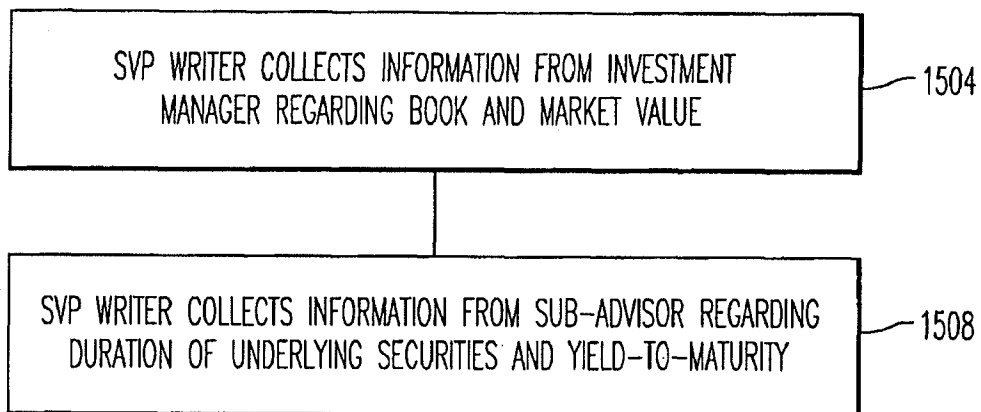 SVP WRITER COLLECTS INFORMATION FROM INVESTMENT
MANAGER REGARDING BOOK AND MARKET VALUE
1504
SVP WRITER COLLECTS INFORMATION FROM SUB-ADVISOR REGARDING
DURATION OF UNDERLYING SECURITIES AND YIELD-TO-MATURITY
1508